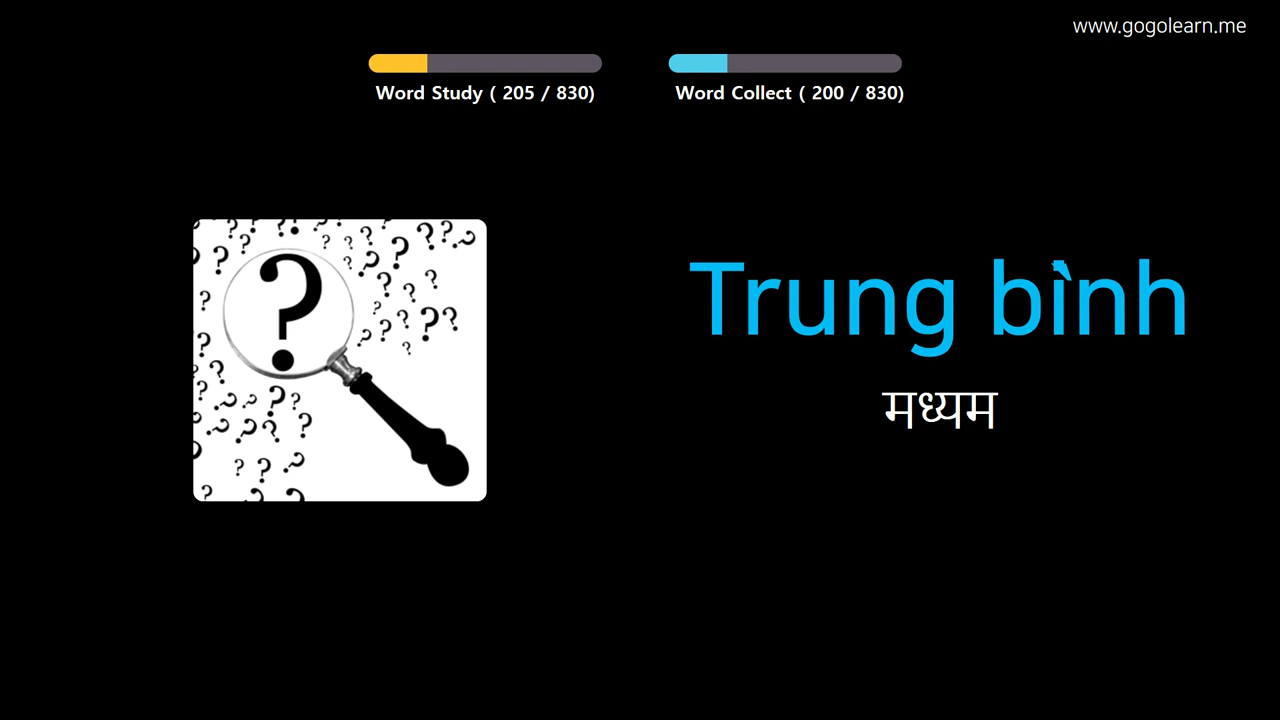 www.gogolearn.me
Word Study ( 205 / 830)
Word Collect ( 200 / 830)
Trung bình
मध्यम